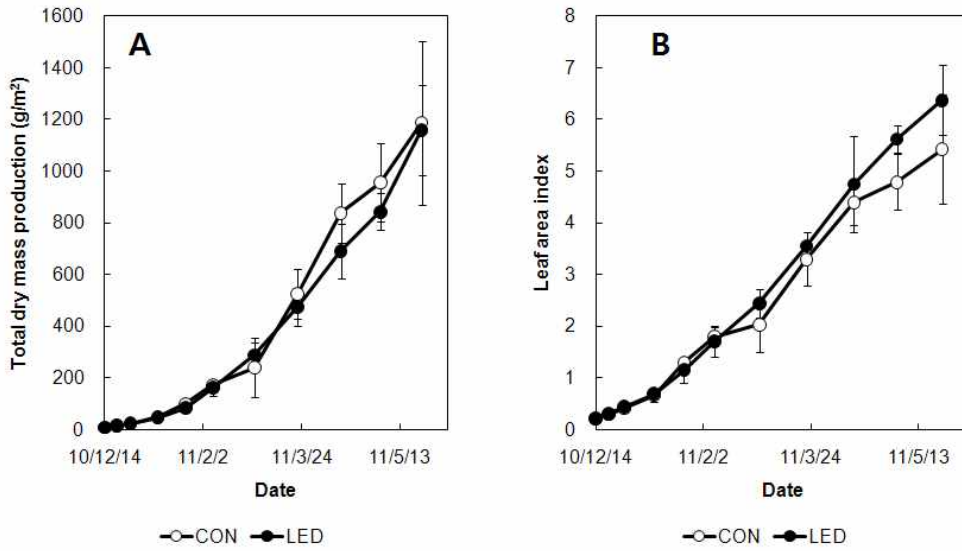 A
Total dry mass production (g/m²)
1600
1400
1200
1000
800
600
400
200
0
10/12/14 11/2/2 11/3/24 11/5/13
Date
CON LED
B
Leaf area index
8
7
6
5
4
3
2
1
0
10/12/14 11/2/2 11/3/24 11/5/13
Date
CON LED